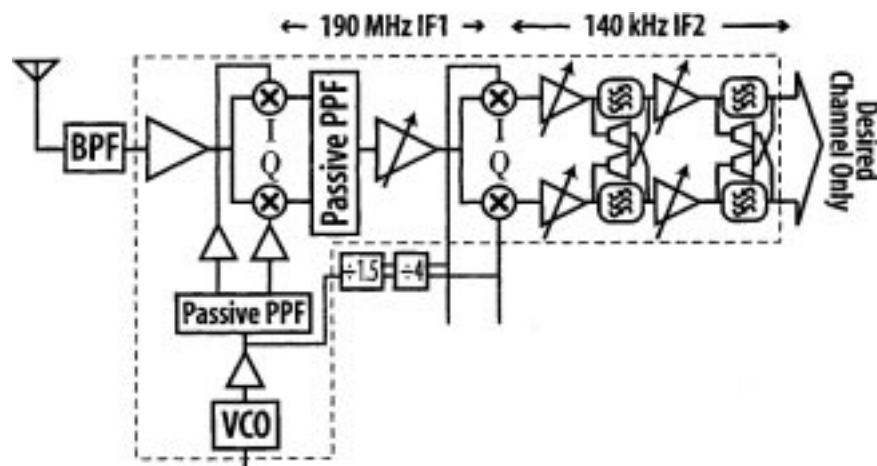 190 MHz IF1
140 kHz IF2
BPF
I
Q
Passive PPF
I
Q
Desired
Channel Only
÷1.5
÷4
Passive PPF
VCO